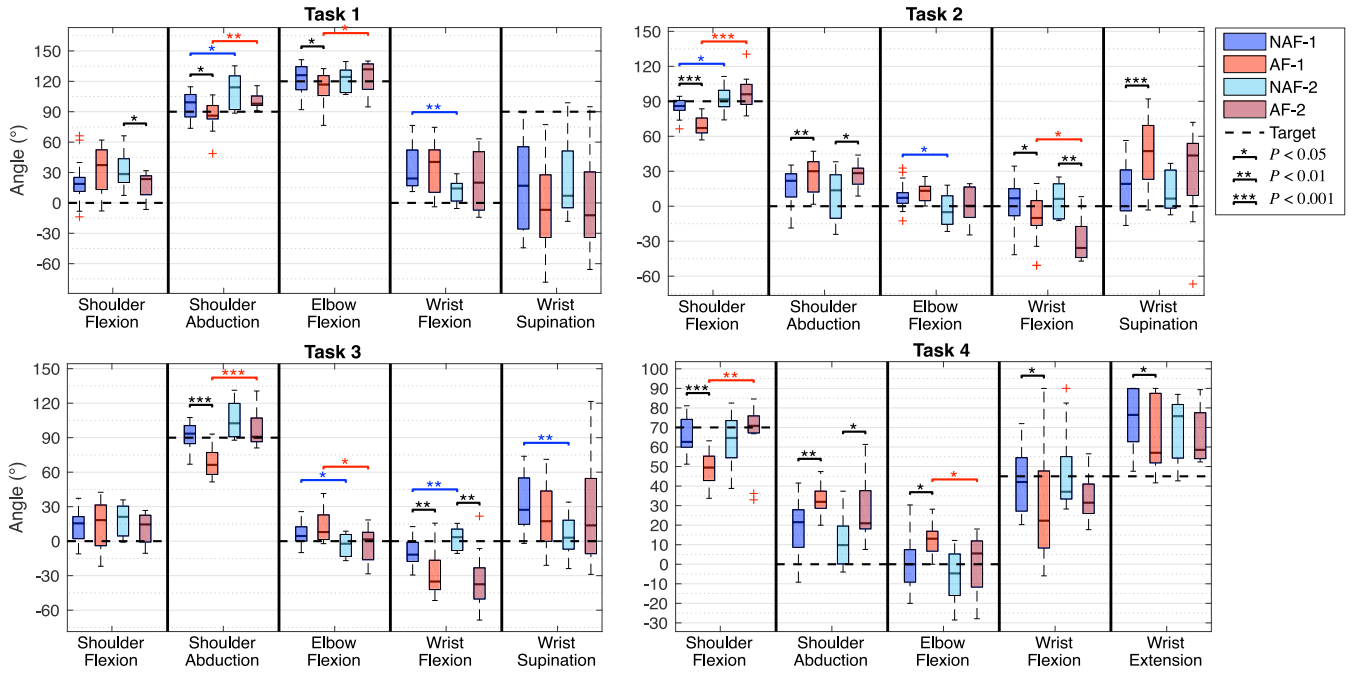 Task 1
Angle (°)
150
120
90
60
30
0
-30
-60
Shoulder
Flexion
Shoulder
Abduction
Elbow
Flexion
Wrist
Flexion
Wrist
Supination
*
*
*
**
*
*
**
Task 2
150
120
90
60
30
0
-30
-60
Shoulder
Flexion
Shoulder
Abduction
Elbow
Flexion
Wrist
Flexion
Wrist
Supination
***
*
***
**
*
*
*
*
**
***
NAF-1
AF-1
NAF-2
AF-2
Target
* P < 0.05
** P < 0.01
*** P < 0.001
Task 3
Angle (°)
150
120
90
60
30
0
-30
-60
Shoulder
Flexion
Shoulder
Abduction
Elbow
Flexion
Wrist
Flexion
Wrist
Supination
***
***
*
*
**
**
**
**
Task 4
100
90
80
70
60
50
40
30
20
10
0
-10
-20
-30
Shoulder
Flexion
Shoulder
Abduction
Elbow
Flexion
Wrist
Flexion
Wrist
Extension
***
**
**
*
*
*
*
*